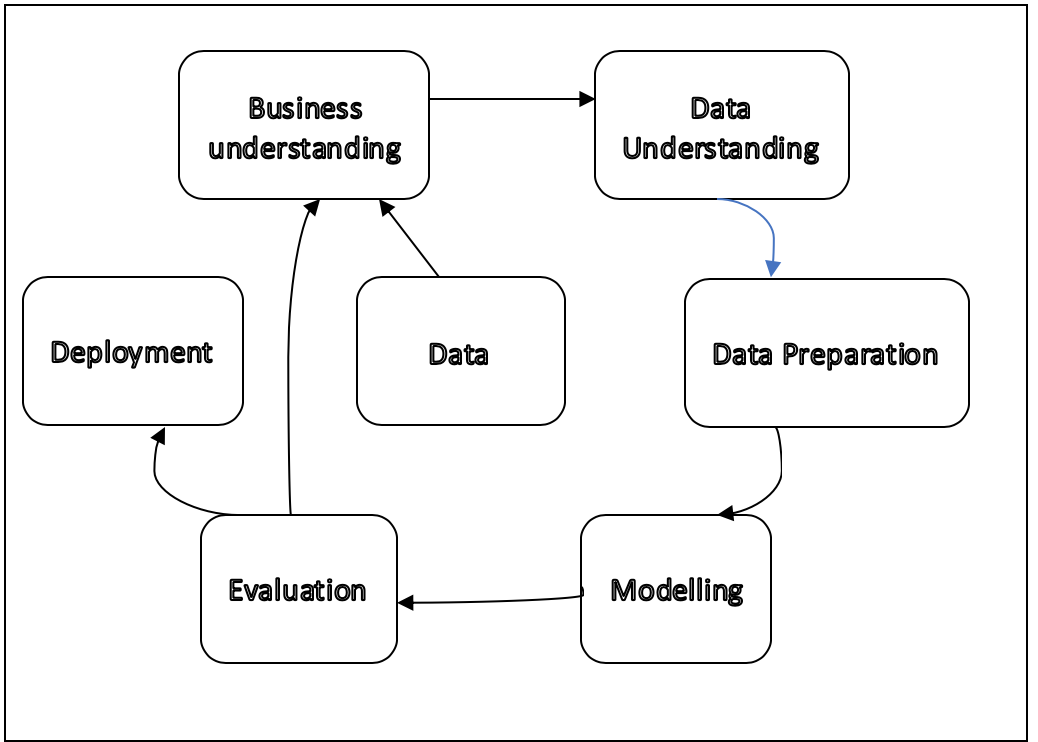 Business
understanding
Data
Understanding
Deployment
Data
Data Preparation
Evaluation
Modelling